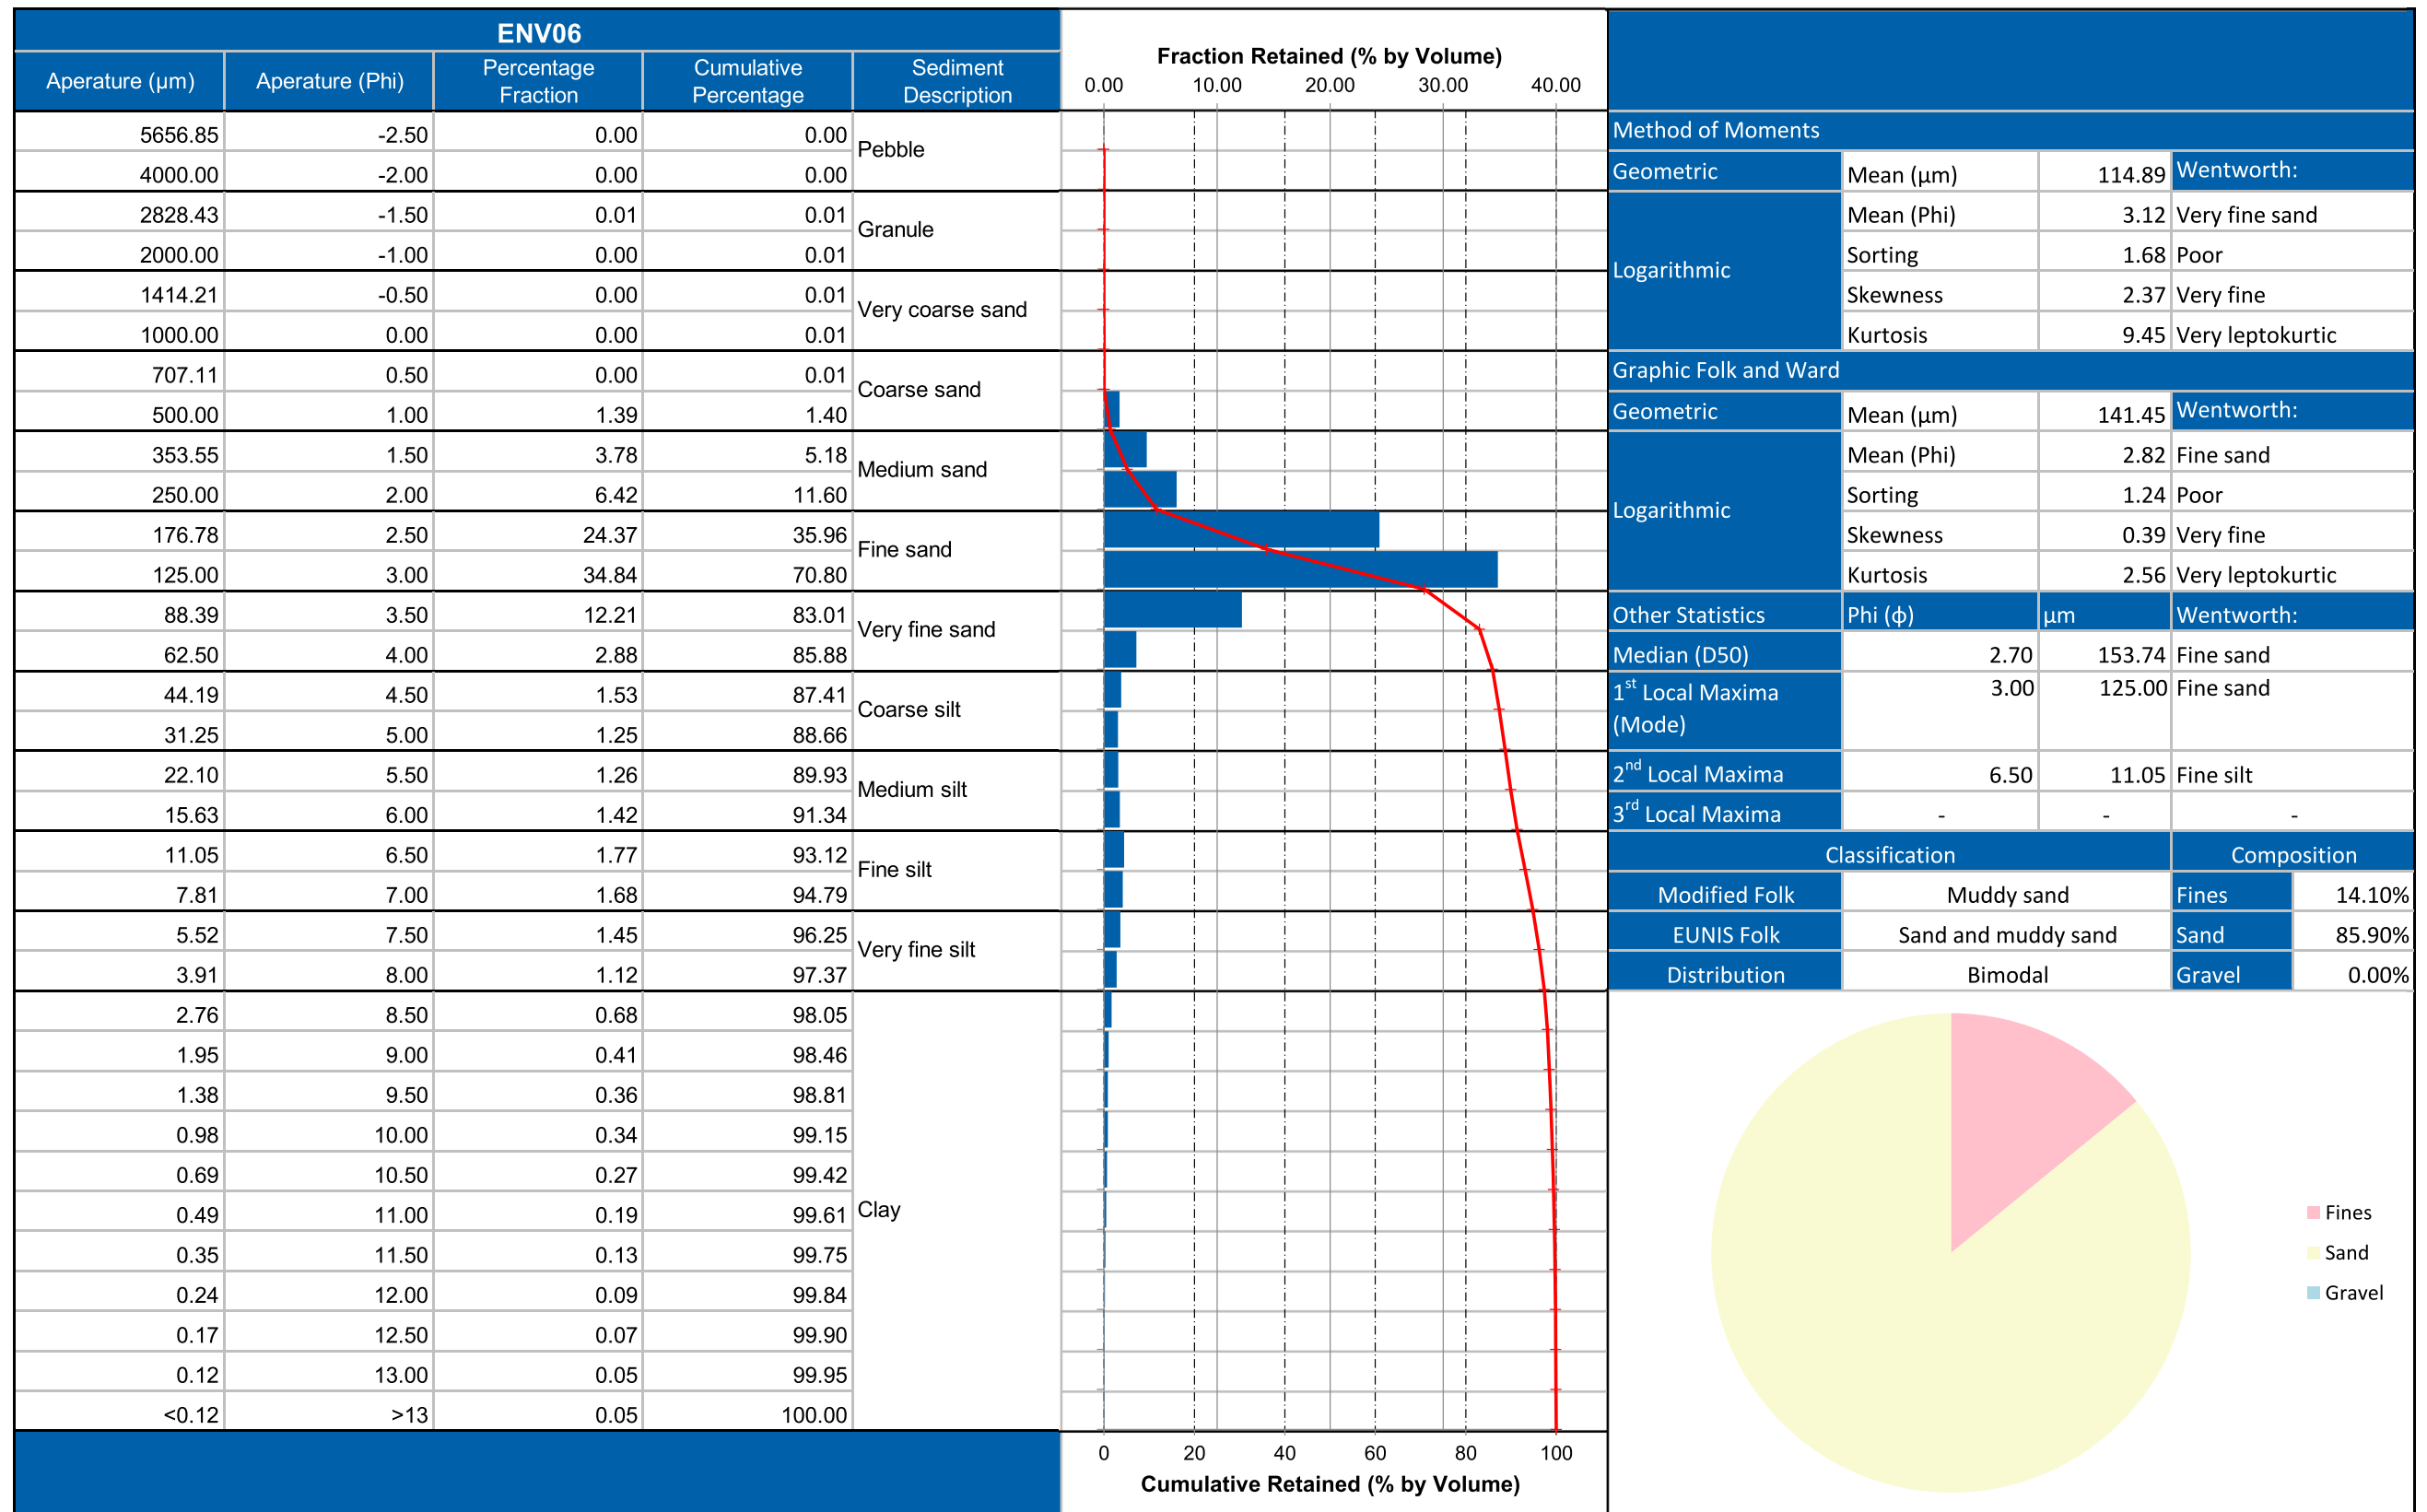 ENV06
Aperature (µm) Aperature (Phi) Percentage Fraction Cumulative Percentage Sediment Description
5656.85 -2.50 0.00 0.00 Pebble
4000.00 -2.00 0.00 0.00
2828.43 -1.50 0.01 0.01 Granule
2000.00 -1.00 0.00 0.01
1414.21 -0.50 0.00 0.01 Very coarse sand
1000.00 0.00 0.00 0.01
707.11 0.50 0.00 0.01 Coarse sand
500.00 1.00 1.39 1.40
353.55 1.50 3.78 5.18 Medium sand
250.00 2.00 6.42 11.60
176.78 2.50 24.37 35.96 Fine sand
125.00 3.00 34.84 70.80
88.39 3.50 12.21 83.01 Very fine sand
62.50 4.00 2.88 85.88
44.19 4.50 1.53 87.41 Coarse silt
31.25 5.00 1.25 88.66
22.10 5.50 1.26 89.93 Medium silt
15.63 6.00 1.42 91.34
11.05 6.50 1.77 93.12 Fine silt
7.81 7.00 1.68 94.79
5.52 7.50 1.45 96.25 Very fine silt
3.91 8.00 1.12 97.37
2.76 8.50 0.68 98.05
1.95 9.00 0.41 98.46
1.38 9.50 0.36 98.81
0.98 10.00 0.34 99.15
0.69 10.50 0.27 99.42
0.49 11.00 0.19 99.61 Clay
0.35 11.50 0.13 99.75
0.24 12.00 0.09 99.84
0.17 12.50 0.07 99.90
0.12 13.00 0.05 99.95
<0.12 >13 0.05 100.00
Fraction Retained (% by Volume)
0.00 10.00 20.00 30.00 40.00
0 20 40 60 80 100
Cumulative Retained (% by Volume)
Method of Moments
Geometric Mean (µm) 114.89 Wentworth:
Logarithmic
Mean (Phi) 3.12 Very fine sand
Sorting 1.68 Poor
Skewness 2.37 Very fine
Kurtosis 9.45 Very leptokurtic
Graphic Folk and Ward
Geometric Mean (µm) 141.45 Wentworth:
Logarithmic
Mean (Phi) 2.82 Fine sand
Sorting 1.24 Poor
Skewness 0.39 Very fine
Kurtosis 2.56 Very leptokurtic
Other Statistics Phi (ϕ) µm Wentworth:
Median (D50) 2.70 153.74 Fine sand
1st Local Maxima (Mode) 3.00 125.00 Fine sand
2nd Local Maxima 6.50 11.05 Fine silt
3rd Local Maxima - - -
Classification Composition
Modified Folk Muddy sand Fines 14.10%
EUNIS Folk Sand and muddy sand Sand 85.90%
Distribution Bimodal Gravel 0.00%
Fines
Sand
Gravel